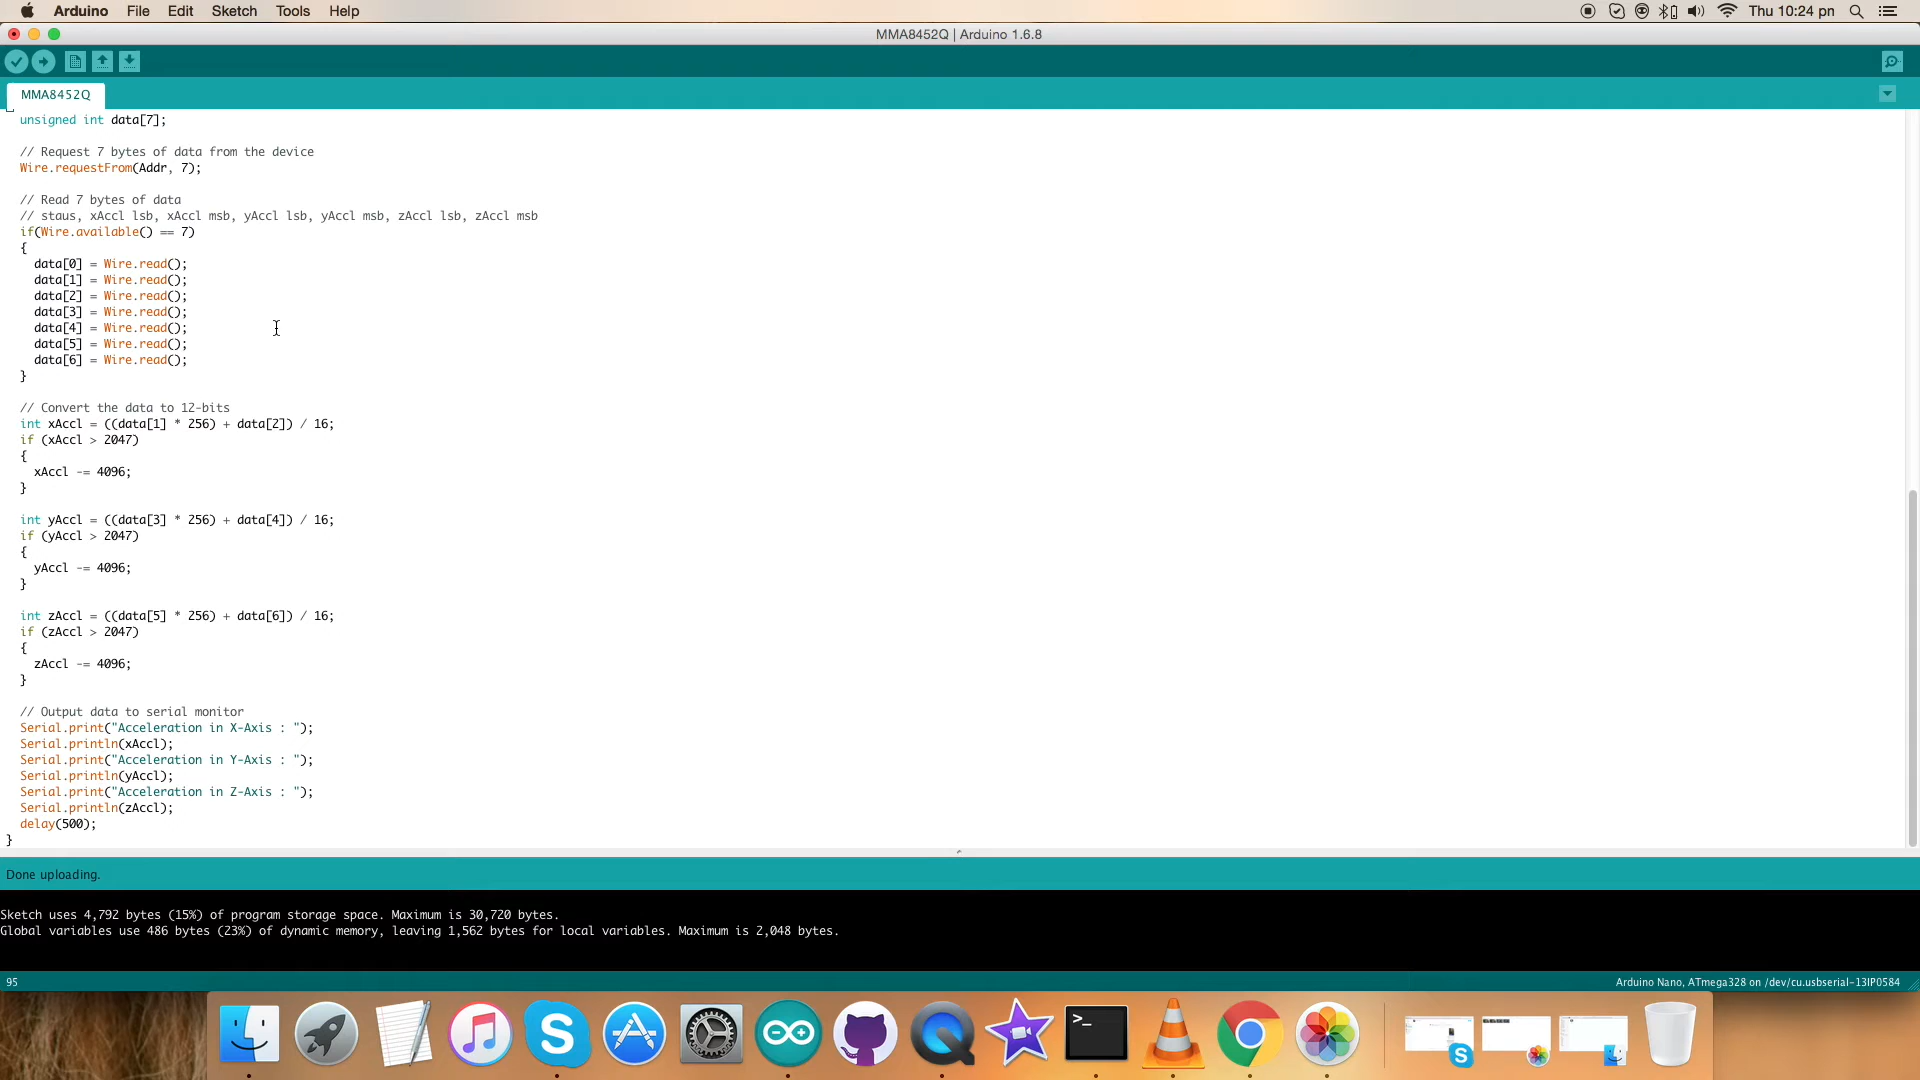 Arduino File Edit Sketch Tools Help Thu 10:24 pm
MMA8452Q | Arduino 1.6.8
MMA8452Q
unsigned int data[7];
// Request 7 bytes of data from the device
Wire.requestFrom(Addr, 7);
// Read 7 bytes of data
// staus, xAccl lsb, xAccl msb, yAccl lsb, yAccl msb, zAccl lsb, zAccl msb
if(Wire.available() == 7)
{
data[0] = Wire.read();
data[1] = Wire.read();
data[2] = Wire.read();
data[3] = Wire.read();
data[4] = Wire.read();
data[5] = Wire.read();
data[6] = Wire.read();
}
// Convert the data to 12-bits
int xAccl = ((data[1] * 256) + data[2]) / 16;
if (xAccl > 2047)
{
xAccl -= 4096;
}
int yAccl = ((data[3] * 256) + data[4]) / 16;
if (yAccl > 2047)
{
yAccl -= 4096;
}
int zAccl = ((data[5] * 256) + data[6]) / 16;
if (zAccl > 2047)
{
zAccl -= 4096;
}
// Output data to serial monitor
Serial.print("Acceleration in X-Axis : ");
Serial.println(xAccl);
Serial.print("Acceleration in Y-Axis : ");
Serial.println(yAccl);
Serial.print("Acceleration in Z-Axis : ");
Serial.println(zAccl);
delay(500);
}
Done uploading.
Sketch uses 4,792 bytes (15%) of program storage space. Maximum is 30,720 bytes.
Global variables use 486 bytes (23%) of dynamic memory, leaving 1,562 bytes for local variables. Maximum is 2,048 bytes.
95 Arduino Nano, ATmega328 on /dev/cu.usbserial-13IP0584